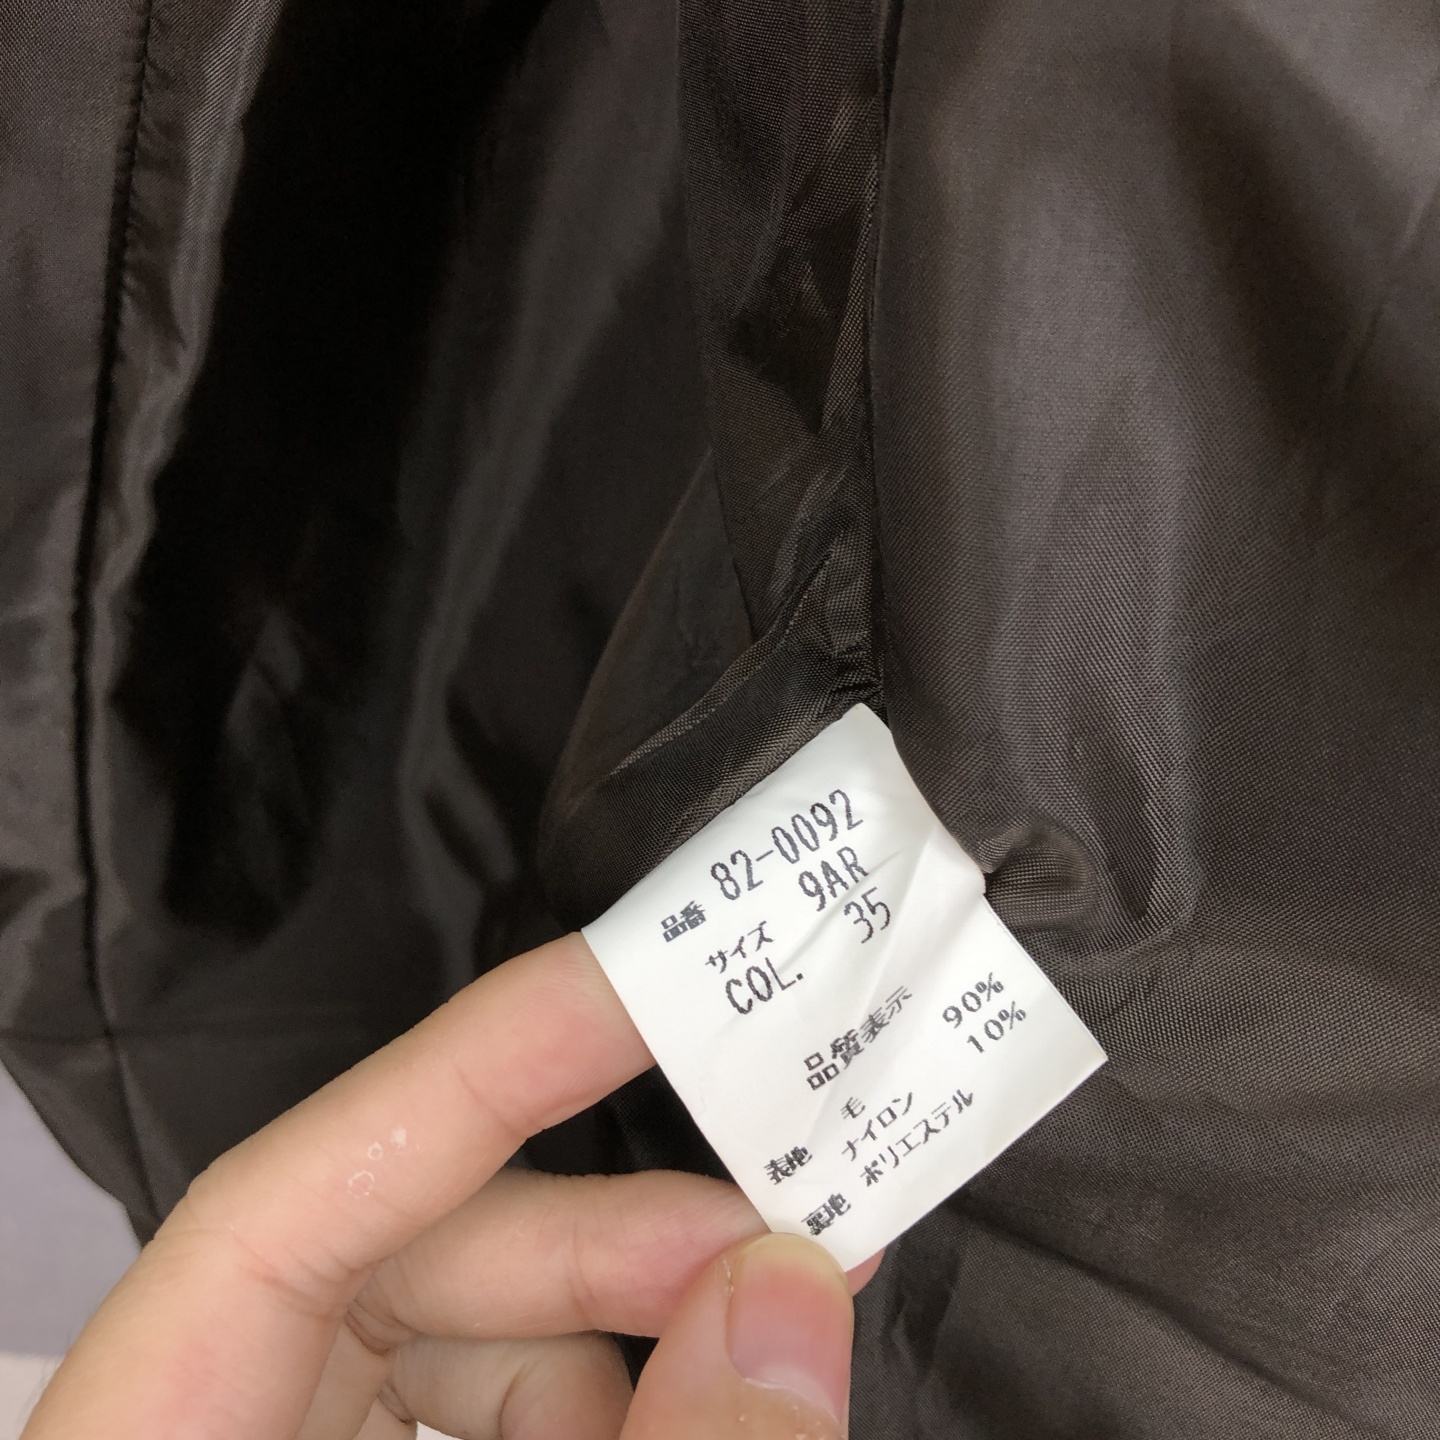 品番 82-0092
サイズ 9AR
COL. 35
品質表示
表地 毛 90%
ナイロン 10%
裏地 ポリエステル